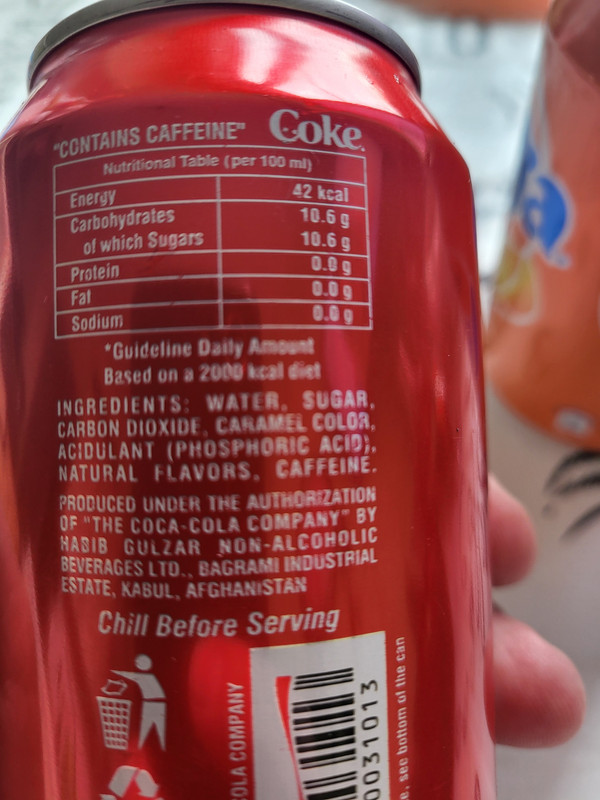 "CONTAINS CAFFEINE" Coke
Nutritional Table (per 100 ml)
Energy 42 kcal
Carbohydrates 10.6 g
of which Sugars 10.6 g
Protein 0.0 g
Fat 0.0 g
Sodium 0.0 g
*Guideline Daily Amount
Based on a 2000 kcal diet
INGREDIENTS: WATER, SUGAR,
CARBON DIOXIDE, CARAMEL COLOR,
ACIDULANT (PHOSPHORIC ACID),
NATURAL FLAVORS, CAFFEINE.
PRODUCED UNDER THE AUTHORIZATION
OF "THE COCA-COLA COMPANY" BY
HABIB GULZAR NON-ALCOHOLIC
BEVERAGES LTD., BAGRAMI INDUSTRIAL
ESTATE, KABUL, AFGHANISTAN
Chill Before Serving
OLA COMPANY
0031013
e, see bottom of the can
a